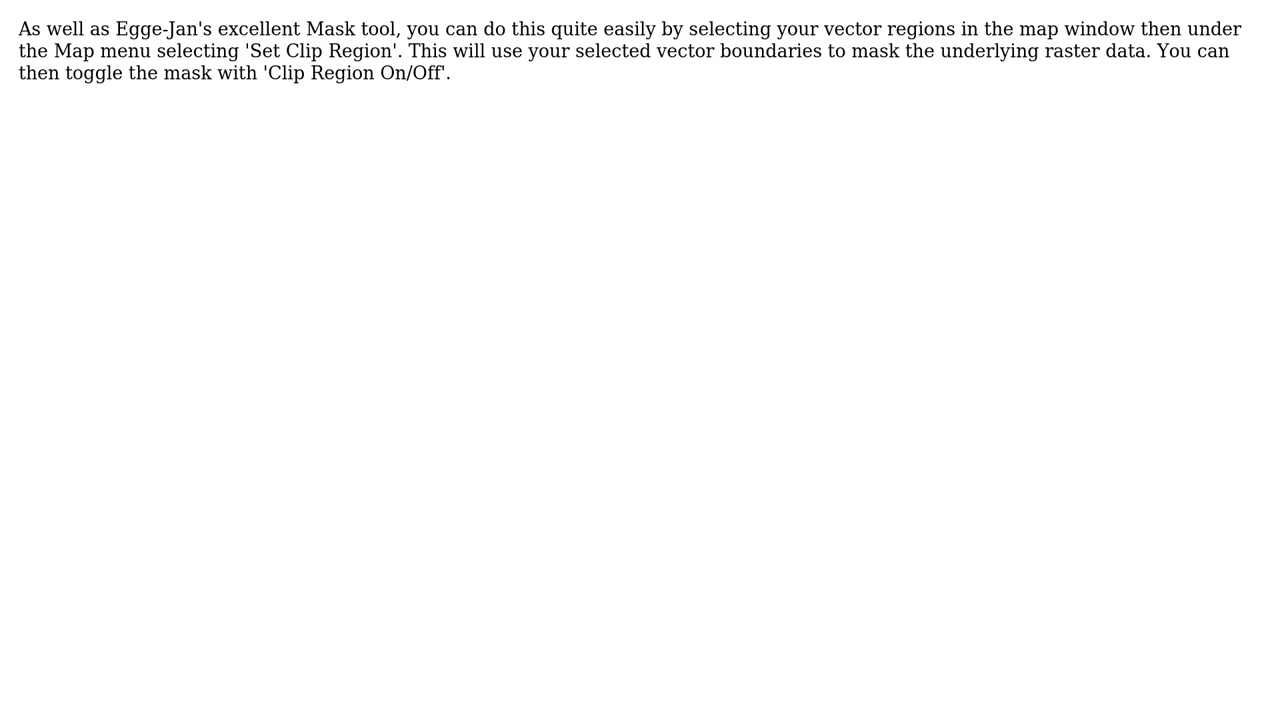 As well as Egge-Jan's excellent Mask tool, you can do this quite easily by selecting your vector regions in the map window then under
the Map menu selecting 'Set Clip Region'. This will use your selected vector boundaries to mask the underlying raster data. You can
then toggle the mask with 'Clip Region On/Off'.